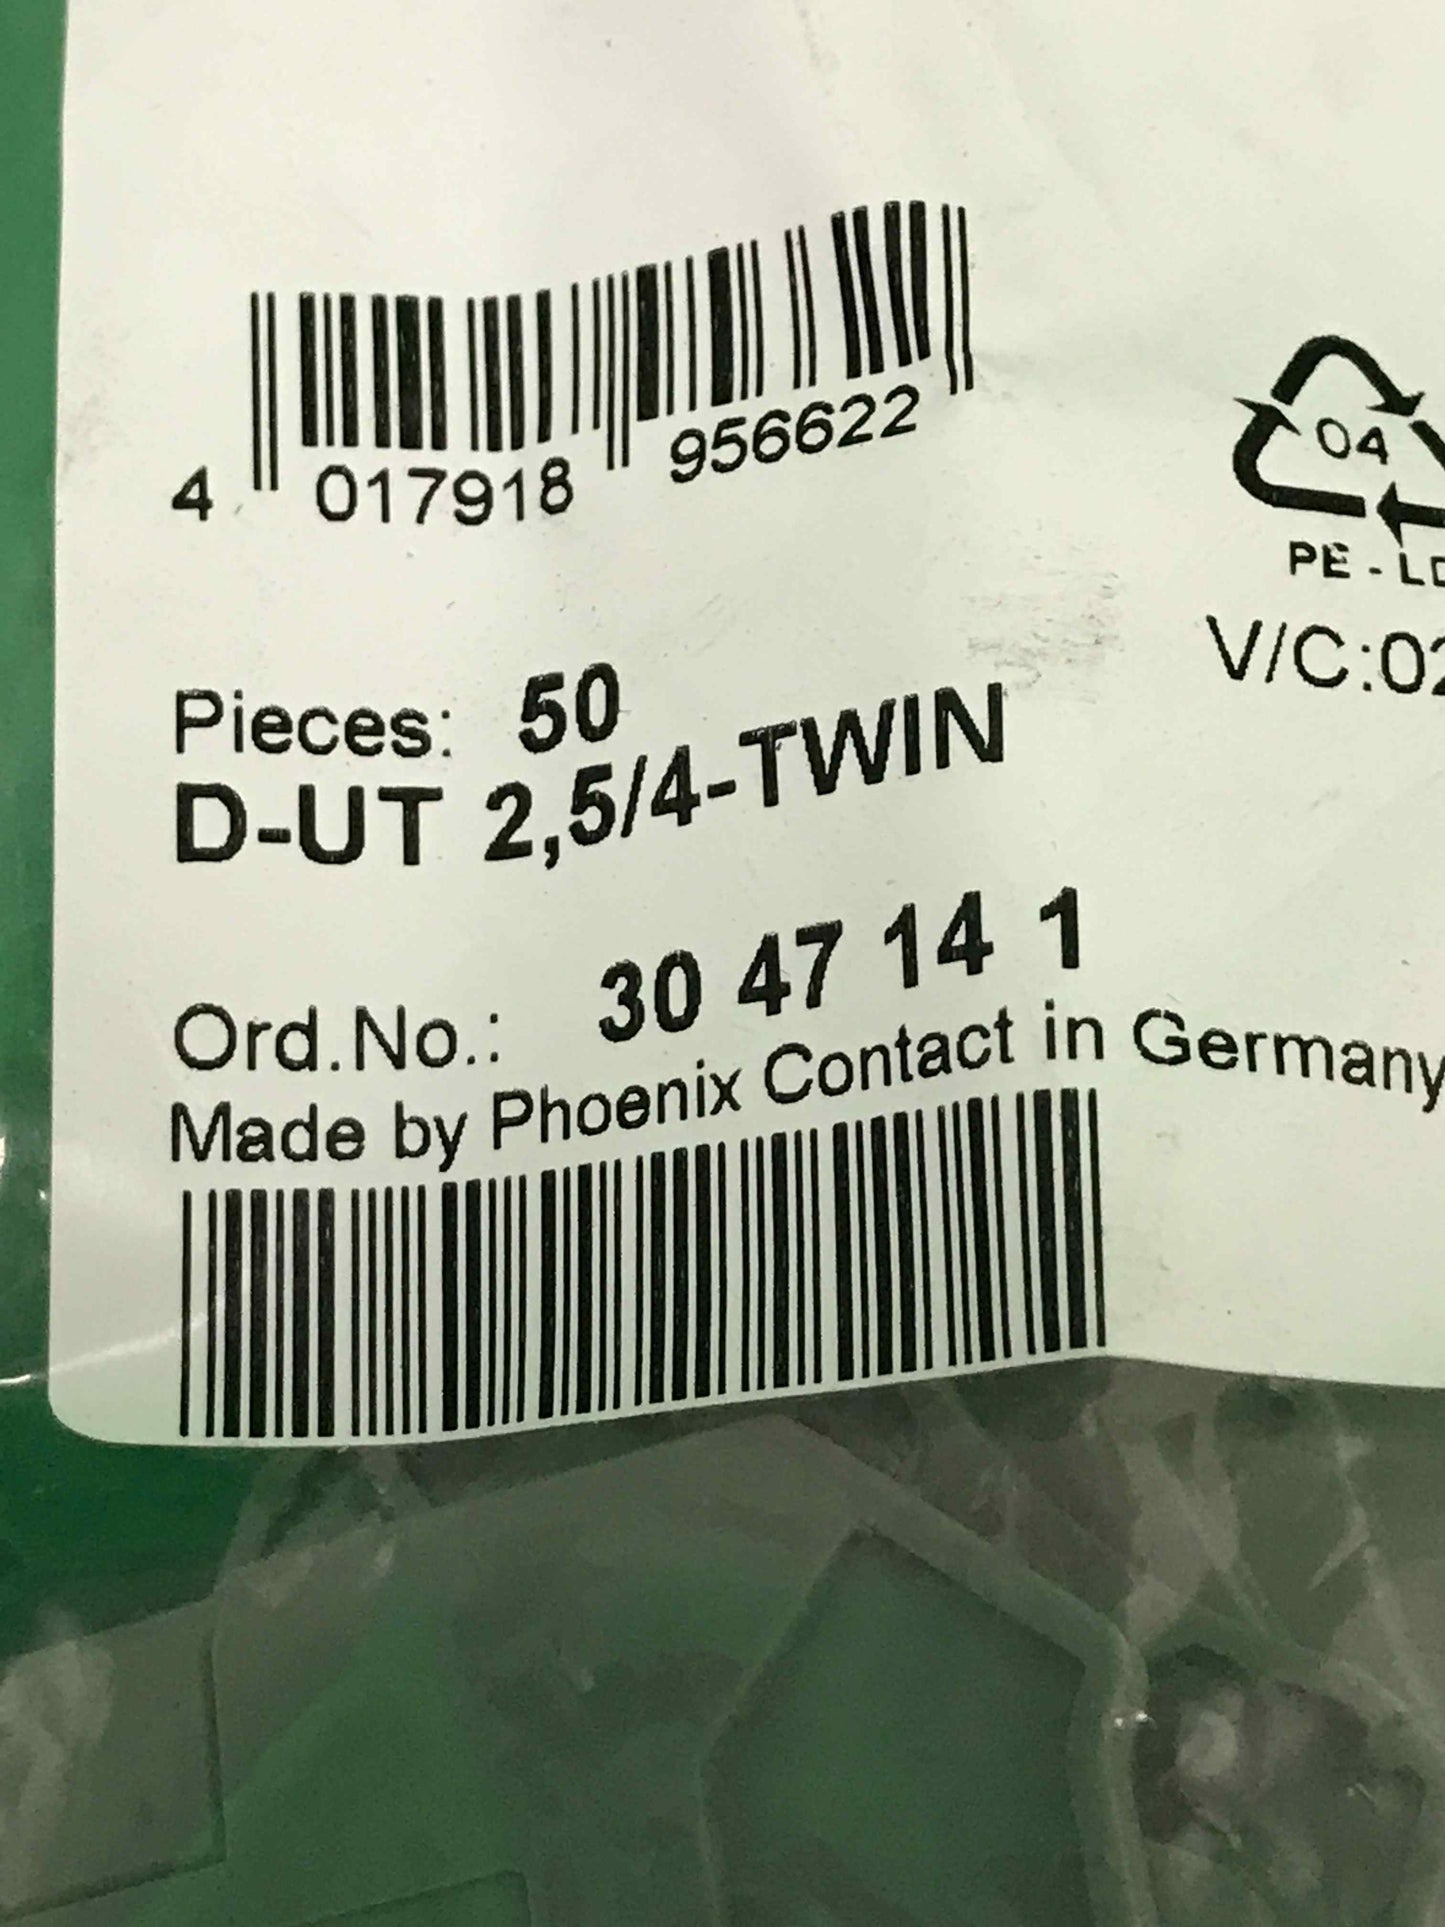 4 017918 956622
04
PE - LD
V/C:02
Pieces: 50
D-UT 2,5/4-TWIN
Ord.No.: 30 47 14 1
Made by Phoenix Contact in Germany